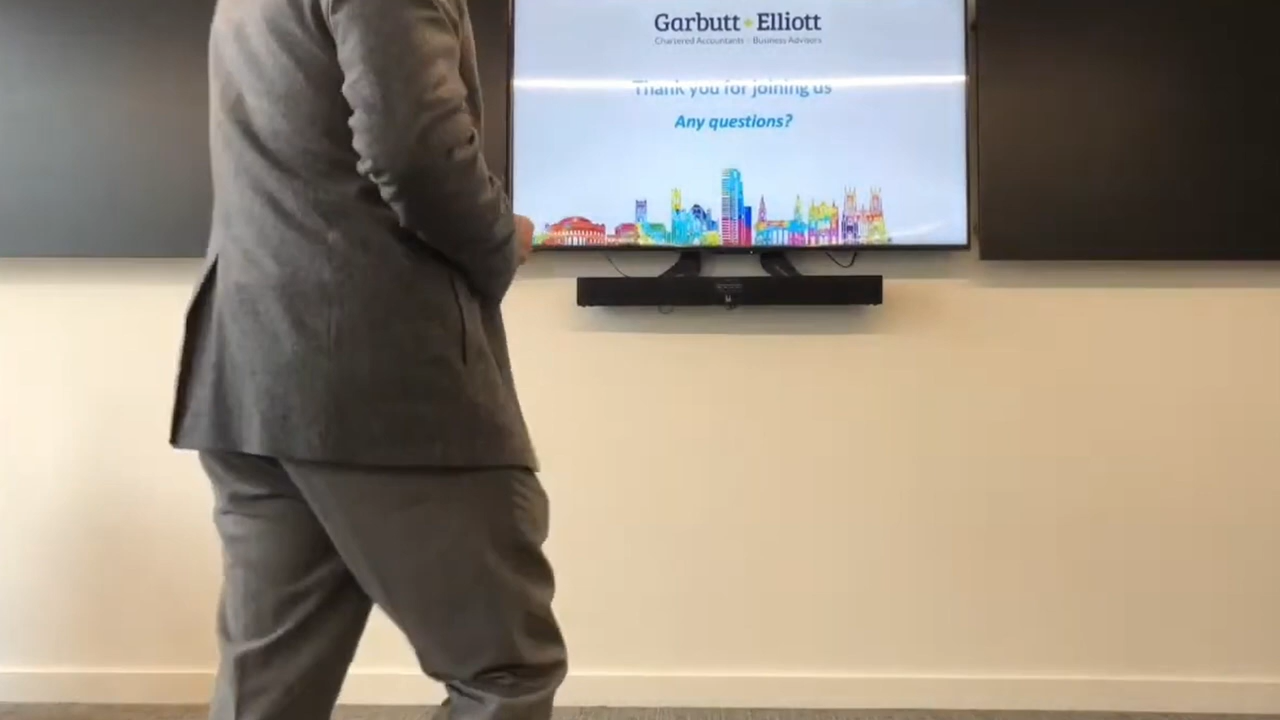 Garbutt • Elliott
Chartered Accountants • Business Advisors
Thank you for joining us
Any questions?